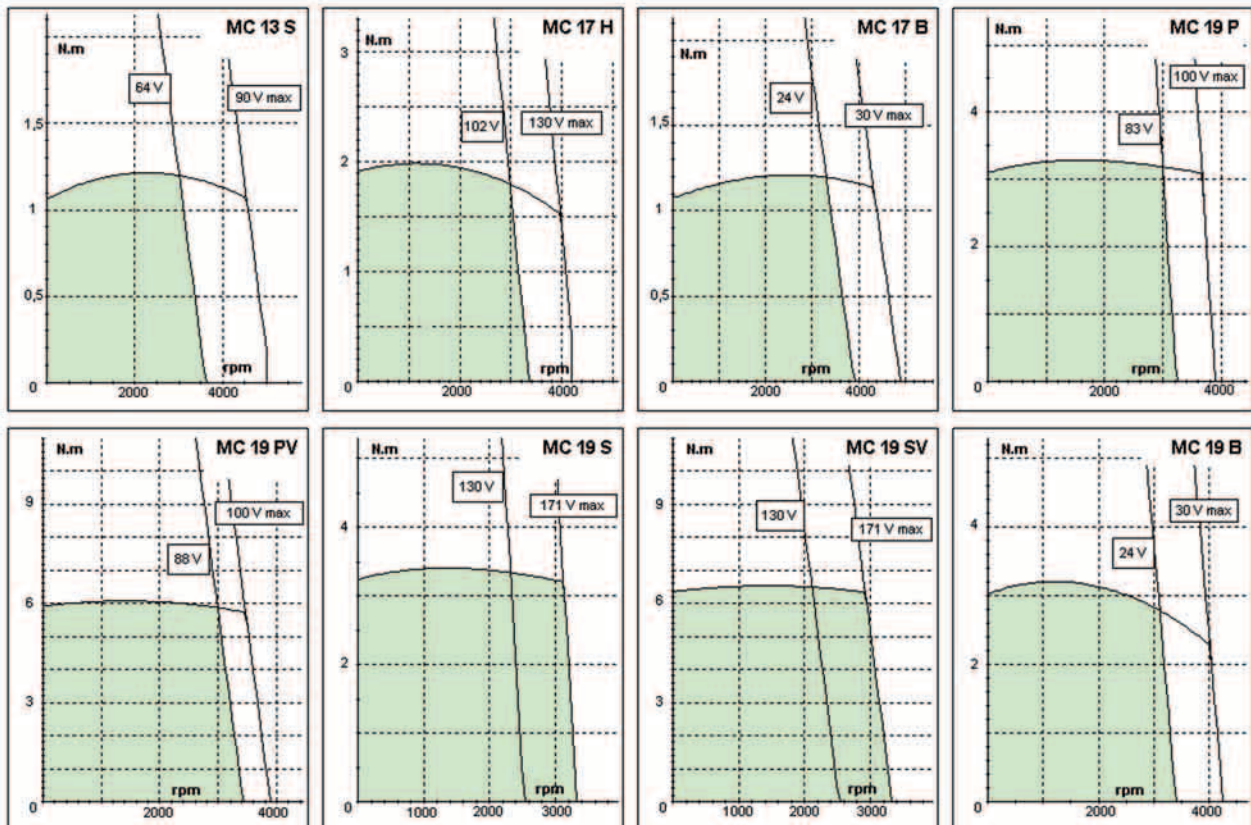 MC 13 S
N.m
64 V
90 V max
1,5
1
0,5
rpm
0
2000
4000
MC 17 H
N.m
3
102 V
130 V max
2
1
rpm
0
2000
4000
MC 17 B
N.m
24 V
30 V max
1,5
1
0,5
rpm
0
2000
4000
MC 19 P
N.m
100 V max
4
83 V
2
rpm
0
2000
4000
MC 19 PV
N.m
9
100 V max
88 V
6
3
rpm
0
2000
4000
MC 19 S
N.m
130 V
171 V max
4
2
rpm
0
1000
2000
3000
MC 19 SV
N.m
9
130 V
171 V max
6
3
rpm
0
1000
2000
3000
MC 19 B
N.m
30 V max
4
24 V
2
rpm
0
2000
4000